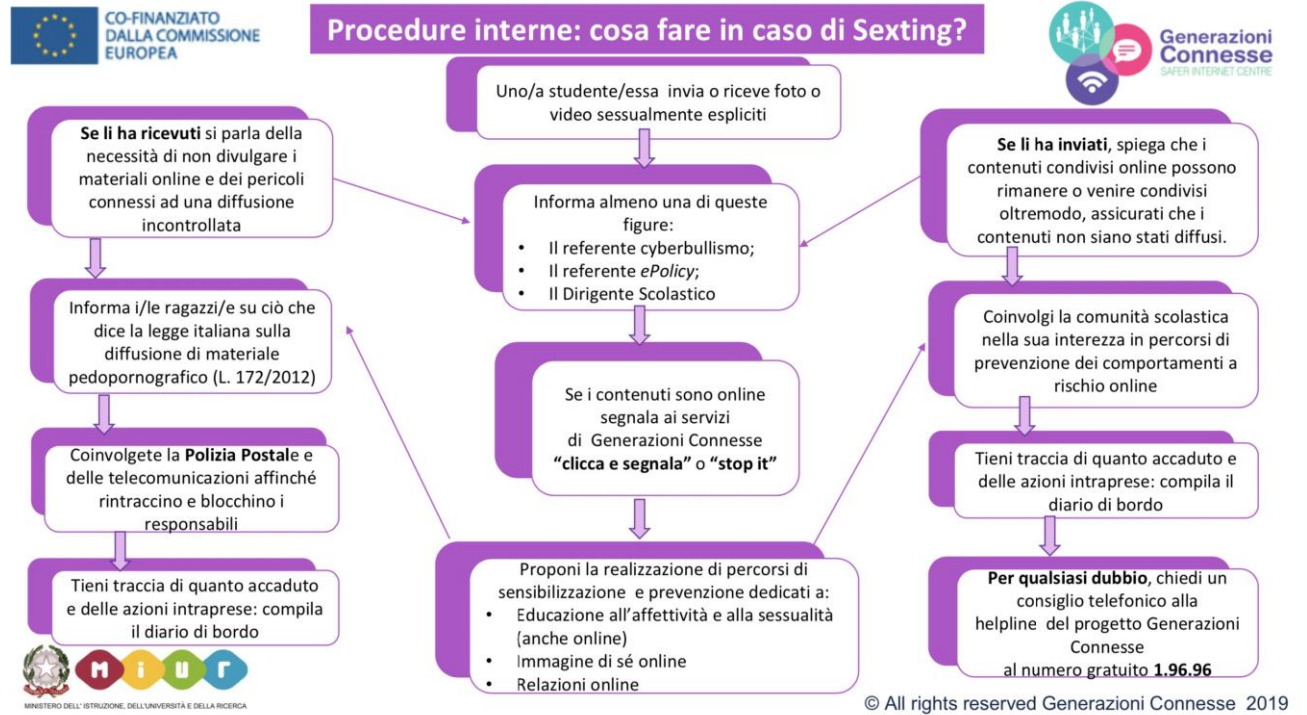 CO-FINANZIATO
DALLA COMMISSIONE
EUROPEA
Procedure interne: cosa fare in caso di Sexting?
Generazioni
Connesse
SAFER INTERNET CENTRE
Uno/a studente/essa invia o riceve foto o
video sessualmente espliciti
Se li ha ricevuti si parla della
necessità di non divulgare i
materiali online e dei pericoli
connessi ad una diffusione
incontrollata
Informa almeno una di queste
figure:
• Il referente cyberbullismo;
• Il referente ePolicy;
• Il Dirigente Scolastico
Se li ha inviati, spiega che i
contenuti condivisi online possono
rimanere o venire condivisi
oltremodo, assicurati che i
contenuti non siano stati diffusi.
Informa i/le ragazzi/e su ciò che
dice la legge italiana sulla
diffusione di materiale
pedopornografico (L. 172/2012)
Se i contenuti sono online
segnala ai servizi
di Generazioni Connesse
“clicca e segnala” o “stop it”
Coinvolgi la comunità scolastica
nella sua interezza in percorsi di
prevenzione dei comportamenti a
rischio online
Coinvolgete la Polizia Postale e
delle telecomunicazioni affinché
rintraccino e blocchino i
responsabili
Tieni traccia di quanto accaduto e
delle azioni intraprese: compila il
diario di bordo
Tieni traccia di quanto accaduto
e delle azioni intraprese: compila
il diario di bordo
Proponi la realizzazione di percorsi di
sensibilizzazione e prevenzione dedicati a:
• Educazione all’affettività e alla sessualità
(anche online)
• Immagine di sé online
• Relazioni online
Per qualsiasi dubbio, chiedi un
consiglio telefonico alla
helpline del progetto Generazioni
Connesse
al numero gratuito 1.96.96
miur
MINISTERO DELL' ISTRUZIONE, DELL'UNIVERSITÀ E DELLA RICERCA
© All rights reserved Generazioni Connesse 2019